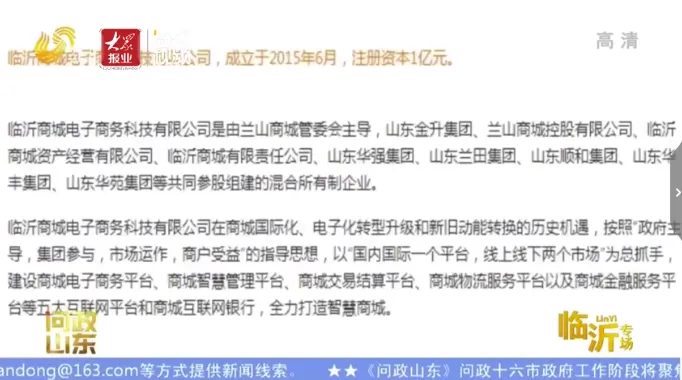 大众
报业
高清
临沂商城电子商务科技有限公司，成立于2015年6月，注册资本1亿元。
临沂商城电子商务科技有限公司是由兰山商城管委会主导，山东金升集团、兰山商城控股有限公司、临沂
商城资产经营有限公司、临沂商城有限责任公司、山东华强集团、山东兰田集团、山东顺和集团、山东华
丰集团、山东华苑集团等共同参股组建的混合所有制企业。
临沂商城电子商务科技有限公司在商城国际化、电子化转型升级和新旧动能转换的历史机遇，按照“政府主
导，集团参与，市场运作，商户受益”的指导思想，以“国内国际一个平台，线上线下两个市场”为总抓手，
建设商城电子商务平台、商城智慧管理平台、商城交易结算平台、商城物流服务平台以及商城金融服务平
台等五大互联网平台和商城互联网银行，全力打造智慧商城。
问政
山东
临沂
LinYi
专场
andong@163.com等方式提供新闻线索。 ★★《问政山东》问政十六市政府工作阶段将聚焦